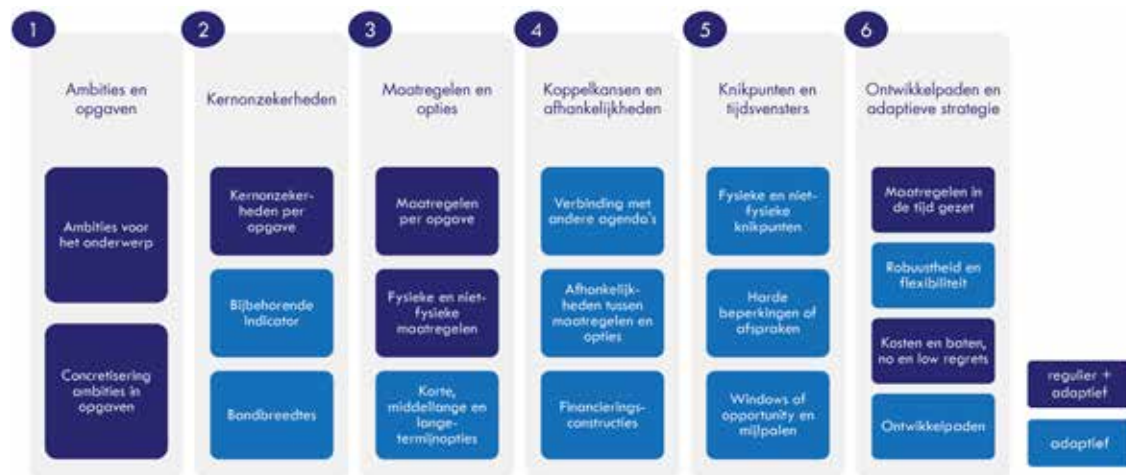 1
Ambities en
opgaven
Ambities voor
het onderwerp
Concretisering
ambities in
opgaven
2
Kernonzekerheden
Kernonzeker-
heden per
opgave
Bijbehorende
Indicator
Bandbreedtes
3
Maatregelen en
opties
Maatregelen
per opgave
Fysieke en niet-
fysieke
maatregelen
Korte,
middellange en
lange-
termijnopties
4
Koppelkansen en
afhankelijkheden
Verbinding met
andere agenda's
Afhankelijk-
heden tussen
maatregelen en
opties
Financierings-
constructies
5
Knikpunten en
tijdsvensters
Fysieke en niet-
fysieke
knikpunten
Harde
beperkingen of
afspraken
Windows of
opportunity en
mijlpalen
6
Ontwikkelpaden en
adaptieve strategie
Maatregelen in
de tijd gezet
Robuustheid en
flexibiliteit
Kosten en baten,
no en low regrets
Ontwikkelpaden
regulier +
adaptief
adaptief